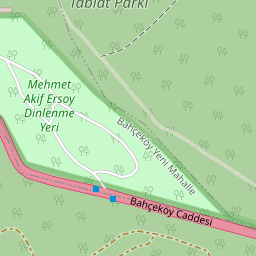 Tabiat Parkı
Mehmet
Akif Ersoy
Dinlenme
Yeri
Bahçeköy Yeni Mahalle
Bahçeköy Caddesi